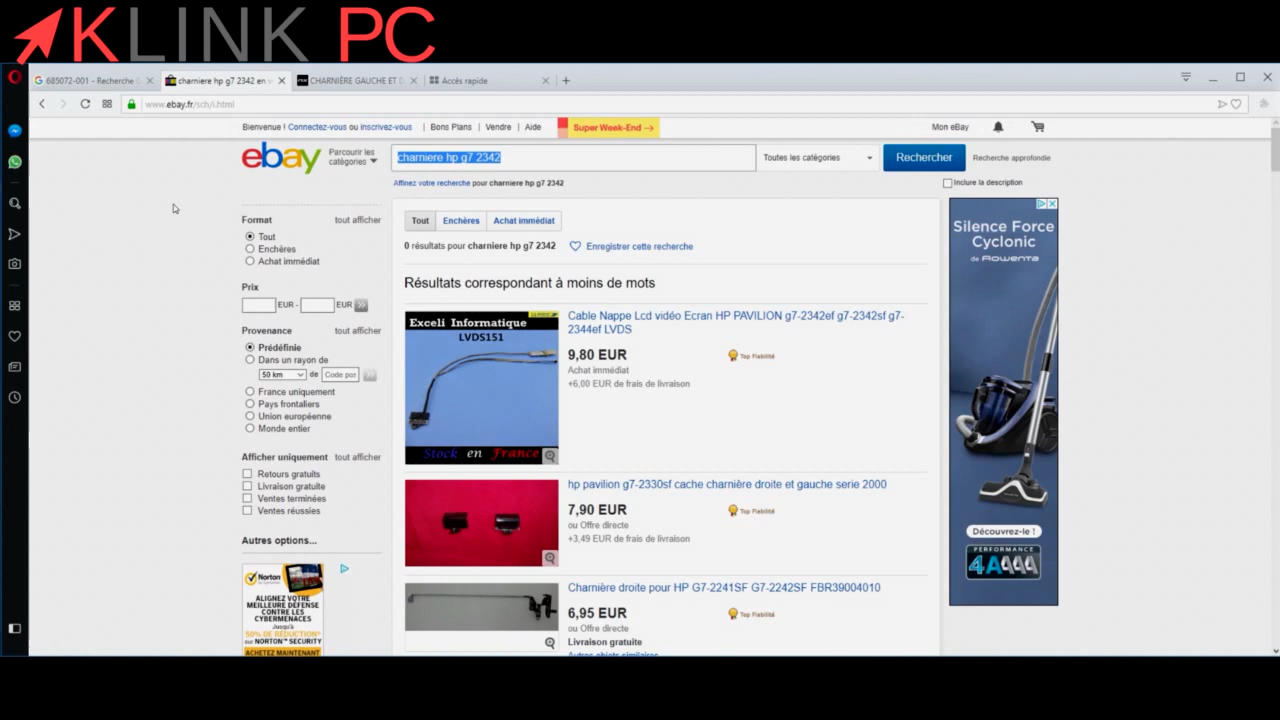 KLINK PC
685072-001 - Recherche G
charniere hp g7 2342 en v
CHARNIÈRE GAUCHE ET D
Accès rapide
www.ebay.fr/sch/i.html
Bienvenue ! Connectez-vous ou inscrivez-vous | Bons Plans | Vendre | Aide
Super Week-End →
Mon eBay
ebay
Parcourir les
catégories
charniere hp g7 2342
Toutes les catégories
Rechercher
Recherche approfondie
Affinez votre recherche pour charniere hp g7 2342
Inclure la description
Format tout afficher
Tout
Enchères
Achat immédiat
Prix
EUR - EUR
Provenance tout afficher
Prédéfinie
Dans un rayon de
50 km de Code pos
France uniquement
Pays frontaliers
Union européenne
Monde entier
Afficher uniquement tout afficher
Retours gratuits
Livraison gratuite
Ventes terminées
Ventes réussies
Autres options...
Norton
ALIGNEZ VOTRE
MEILLEURE DÉFENSE
CONTRE LES
CYBERMENACES
Jusqu'à
50% DE RÉDUCTION*
SUR NORTON™ SECURITY
ACHETEZ MAINTENANT
Tout Enchères Achat immédiat
0 résultats pour charniere hp g7 2342 Enregistrer cette recherche
Résultats correspondant à moins de mots
Exceli Informatique
LVDS151
Stock en France
Cable Nappe Lcd vidéo Ecran HP PAVILION g7-2342ef g7-2342sf g7-
2344ef LVDS
9,80 EUR
Top Fiabilité
Achat immédiat
+6,00 EUR de frais de livraison
hp pavilion g7-2330sf cache charnière droite et gauche serie 2000
7,90 EUR
Top Fiabilité
ou Offre directe
+3,49 EUR de frais de livraison
Charnière droite pour HP G7-2241SF G7-2242SF FBR39004010
6,95 EUR
Top Fiabilité
ou Offre directe
Livraison gratuite
Autres objets similaires
Silence Force
Cyclonic
de Rowenta
Découvrez-le !
PERFORMANCE
4AAAA